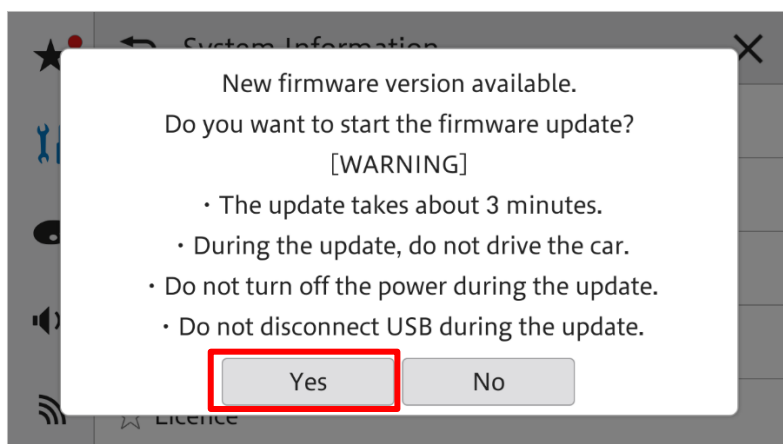 System Information
New firmware version available.
Do you want to start the firmware update?
[WARNING]
・The update takes about 3 minutes.
・During the update, do not drive the car.
・Do not turn off the power during the update.
・Do not disconnect USB during the update.
Yes No
Licence